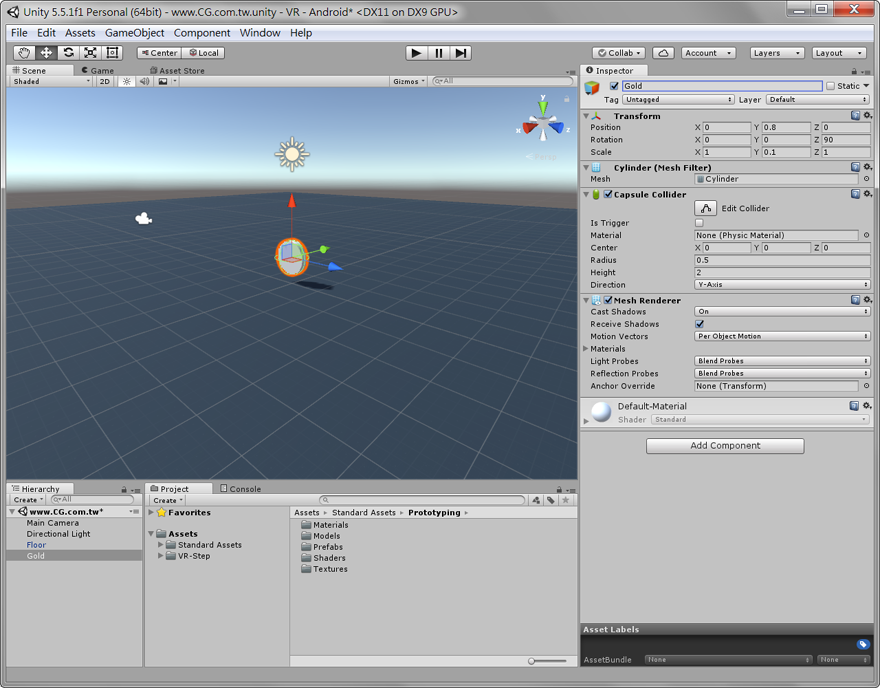 Unity 5.5.1f1 Personal (64bit) - www.CG.com.tw.unity - VR - Android* <DX11 on DX9 GPU>
File Edit Assets GameObject Component Window Help
Center Local Collab Account Layers Layout
Scene Game Asset Store
Shaded 2D Gizmos All
y
x z
Inspector
Gold Static
Tag Untagged Layer Default
Transform
Position X 0 Y 0.8 Z 0
Rotation X 0 Y 0 Z 90
Scale X 1 Y 0.1 Z 1
Cylinder (Mesh Filter)
Mesh Cylinder
Capsule Collider
Edit Collider
Is Trigger
Material None (Physic Material)
Center X 0 Y 0 Z 0
Radius 0.5
Height 2
Direction Y-Axis
Mesh Renderer
Cast Shadows On
Receive Shadows
Motion Vectors Per Object Motion
Materials
Light Probes Blend Probes
Reflection Probes Blend Probes
Anchor Override None (Transform)
Default-Material
Shader Standard
Add Component
Asset Labels
AssetBundle None None
Hierarchy
Create All
www.CG.com.tw*
Main Camera
Directional Light
Floor
Gold
Project Console
Create
Favorites
Assets
Standard Assets
VR-Step
Assets Standard Assets Prototyping
Materials
Models
Prefabs
Shaders
Textures